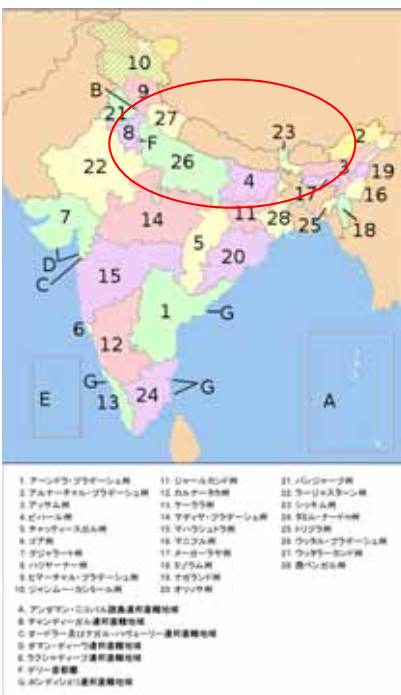 10
9
B
21
27
8
F
23
2
22
26
3
19
4
17
16
7
14
11
28
25
18
5
20
D
C
15
6
1
G
12
G
G
E
13
24
A
1. アーンドラ・プラデーシュ州
2. アルナーチャル・プラデーシュ州
3. アッサム州
4. ビハール州
5. チャッティースガル州
6. ゴア州
7. グジャラート州
8. ハリヤーナー州
9. ヒマーチャル・プラデーシュ州
10. ジャンムー・カシミール州
11. ジャールカンド州
12. カルナータカ州
13. ケーララ州
14. マディヤ・プラデーシュ州
15. マハラシュトラ州
16. マニプル州
17. メーガーラヤ州
18. ミゾラム州
19. ナガランド州
20. オリッサ州
21. パンジャーブ州
22. ラージャスターン州
23. シッキム州
24. タミル・ナードゥ州
25. トリプラ州
26. ウッタル・プラデーシュ州
27. ウッタラーカンド州
28. 西ベンガル州
A. アンダマン・ニコバル諸島連邦直轄地域
B. チャンディーガル連邦直轄地域
C. ダードラー及びナガル・ハヴェーリー連邦直轄地域
D. ダマン・ディーウ連邦直轄地域
E. ラクシャディープ連邦直轄地域
F. デリー首都圏
G. ポンディシェリ連邦直轄地域